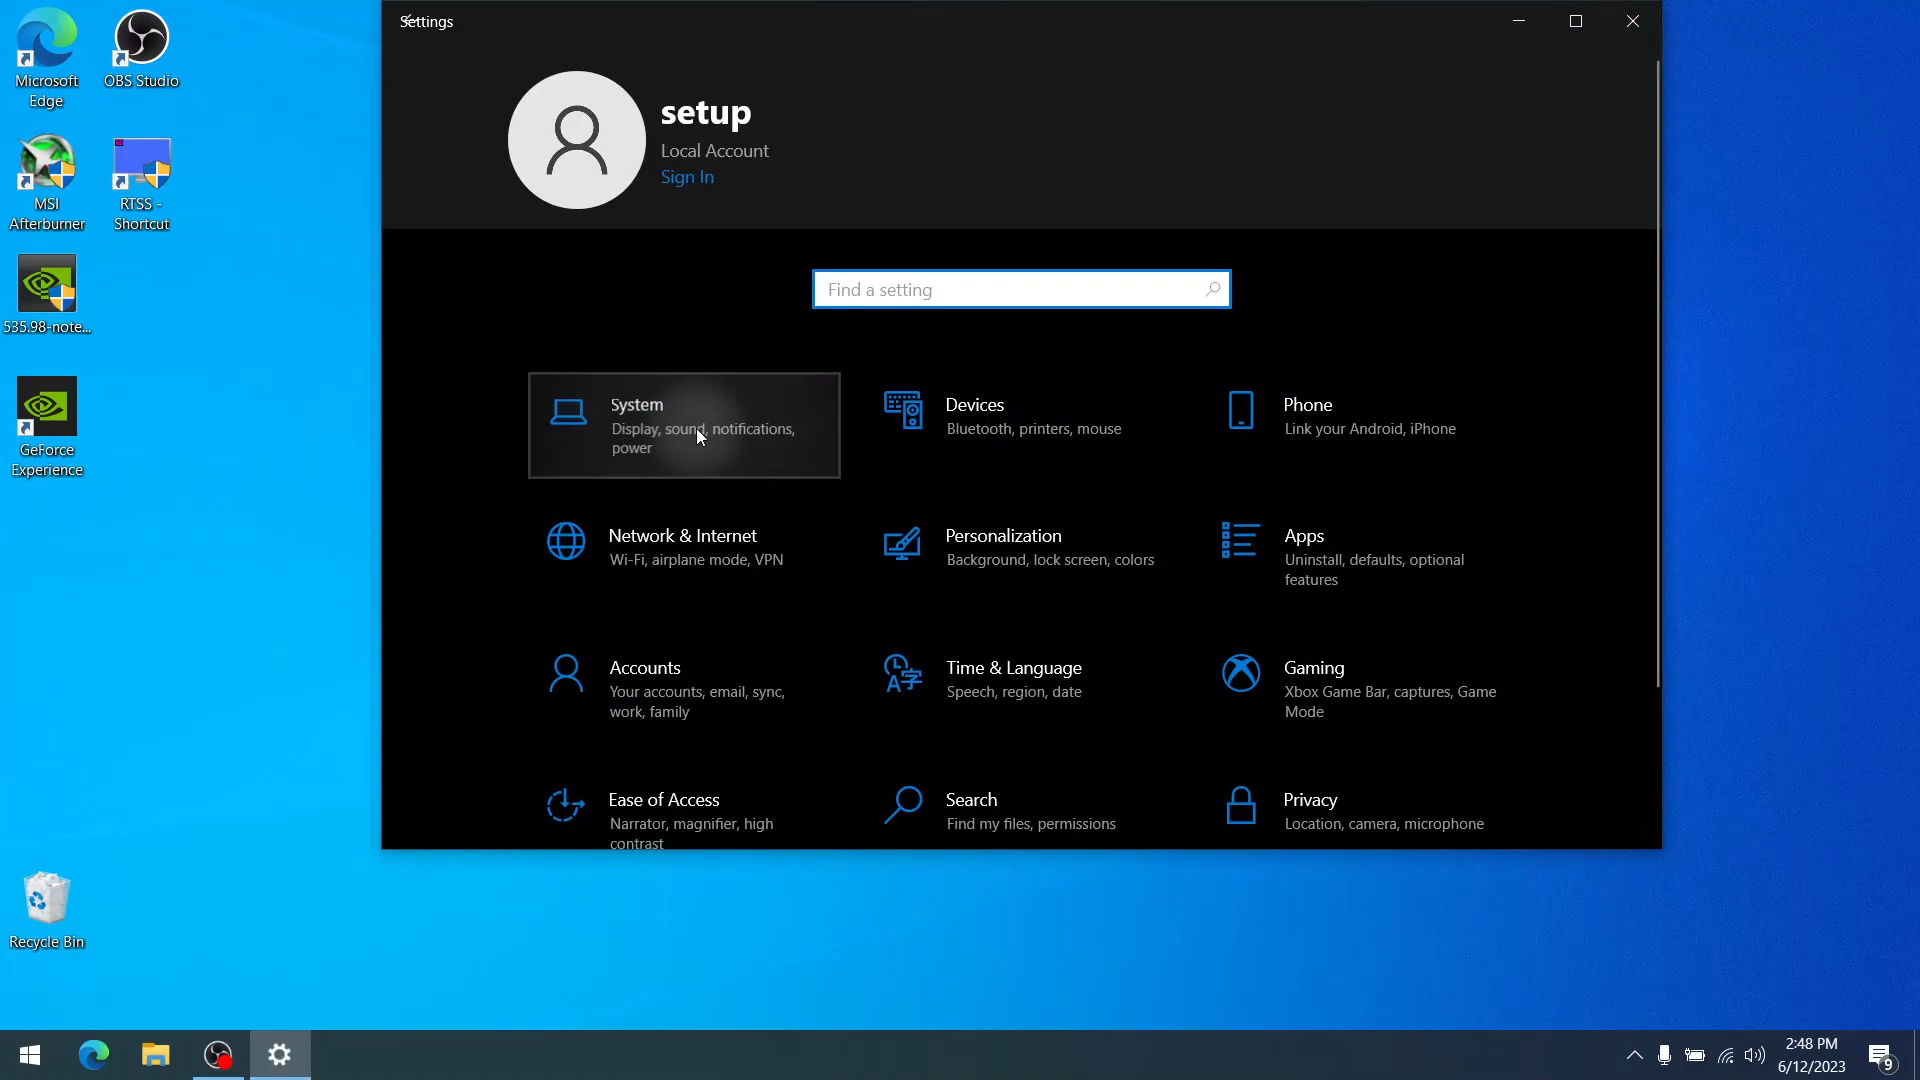 Settings
setup
Local Account
Sign In
Find a setting
System
Display, sound, notifications,
power
Devices
Bluetooth, printers, mouse
Phone
Link your Android, iPhone
Network & Internet
Wi-Fi, airplane mode, VPN
Personalization
Background, lock screen, colors
Apps
Uninstall, defaults, optional
features
Accounts
Your accounts, email, sync,
work, family
Time & Language
Speech, region, date
Gaming
Xbox Game Bar, captures, Game
Mode
Ease of Access
Narrator, magnifier, high
contrast
Search
Find my files, permissions
Privacy
Location, camera, microphone
Microsoft
Edge
OBS Studio
MSI
Afterburner
RTSS -
Shortcut
535.98-note...
GeForce
Experience
Recycle Bin
2:48 PM
6/12/2023
9